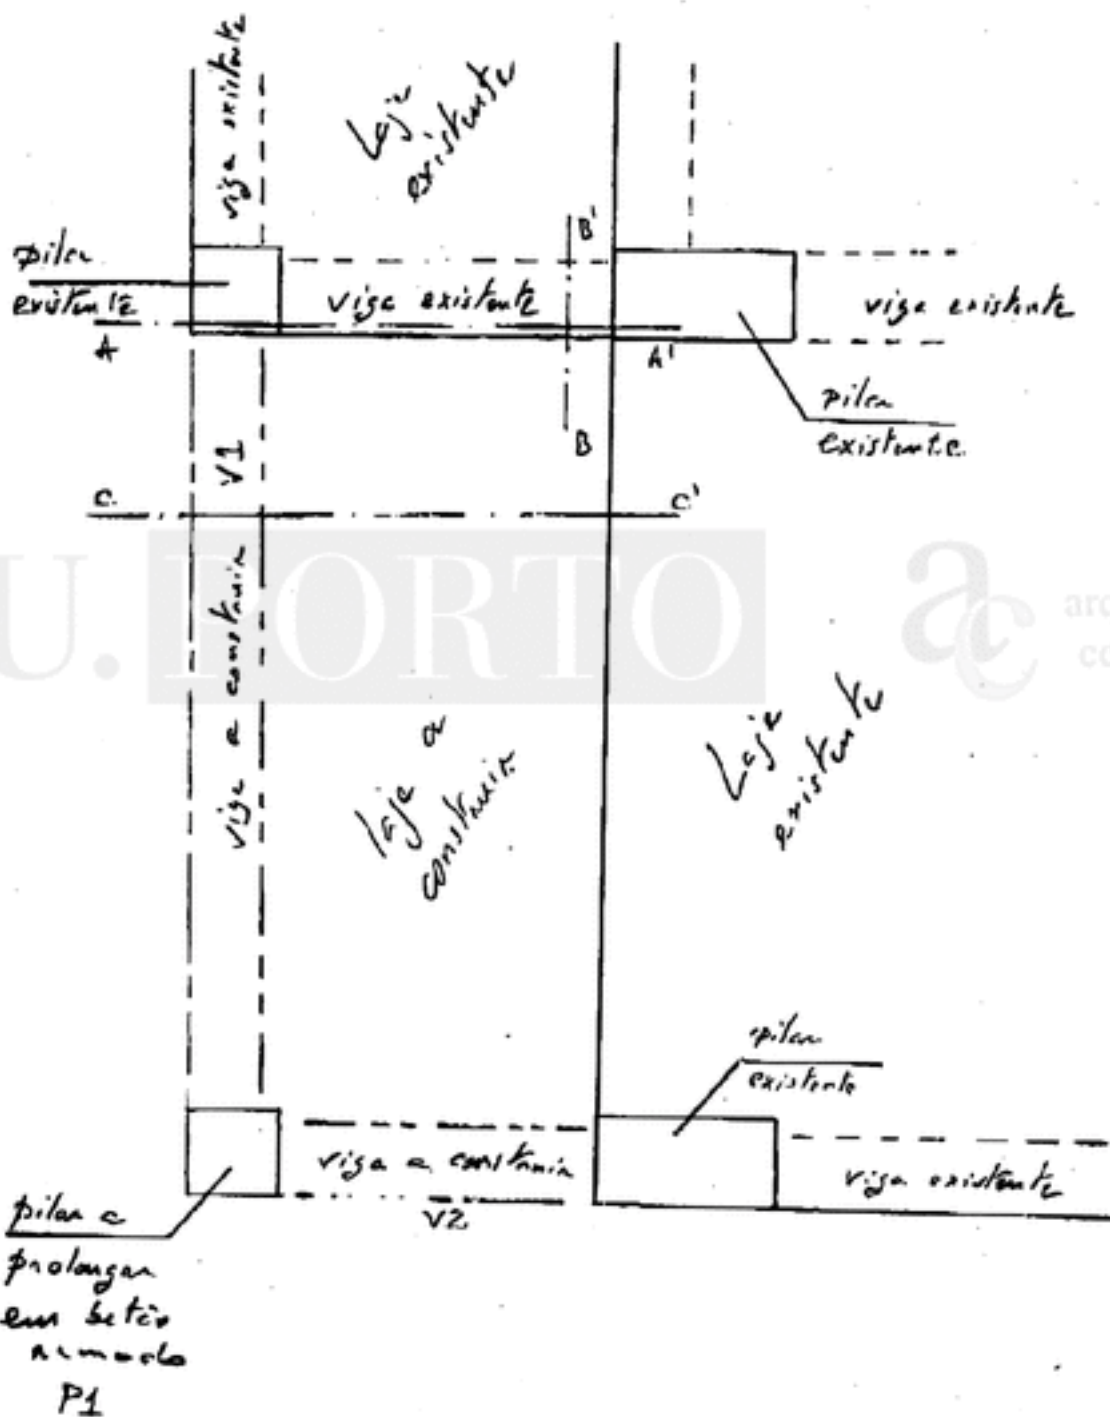 viga existente
Laje
existente
pilar
existente
B'
viga existente
viga existente
A
A'
pilar
existente
B
V1
C
C'
U. PORTO
ac
viga a construir
laje a
construir
Laje
existente
pilar
existente
viga a construir
viga existente
V2
pilar a
prolongar
em betão
armado
P1